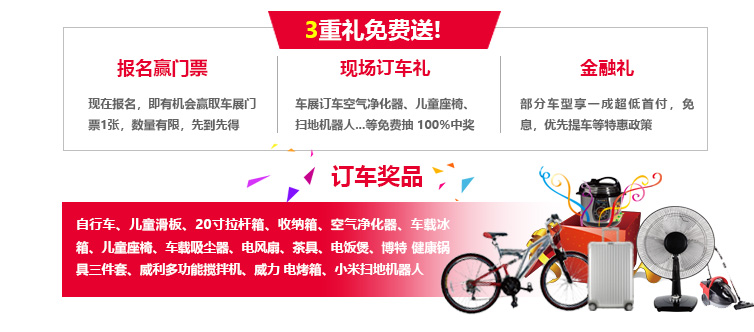 3重礼免费送!
报名赢门票
现在报名，即有机会赢取车展门
票1张，数量有限，先到先得
现场订车礼
车展订车空气净化器、儿童座椅、
扫地机器人...等免费抽 100%中奖
金融礼
部分车型享一成超低首付，免
息，优先提车等特惠政策
订车奖品
自行车、儿童滑板、20寸拉杆箱、收纳箱、空气净化器、车载冰
箱、儿童座椅、车载吸尘器、电风扇、茶具、电饭煲、博特 健康锅
具三件套、威利多功能搅拌机、威力 电烤箱、小米扫地机器人